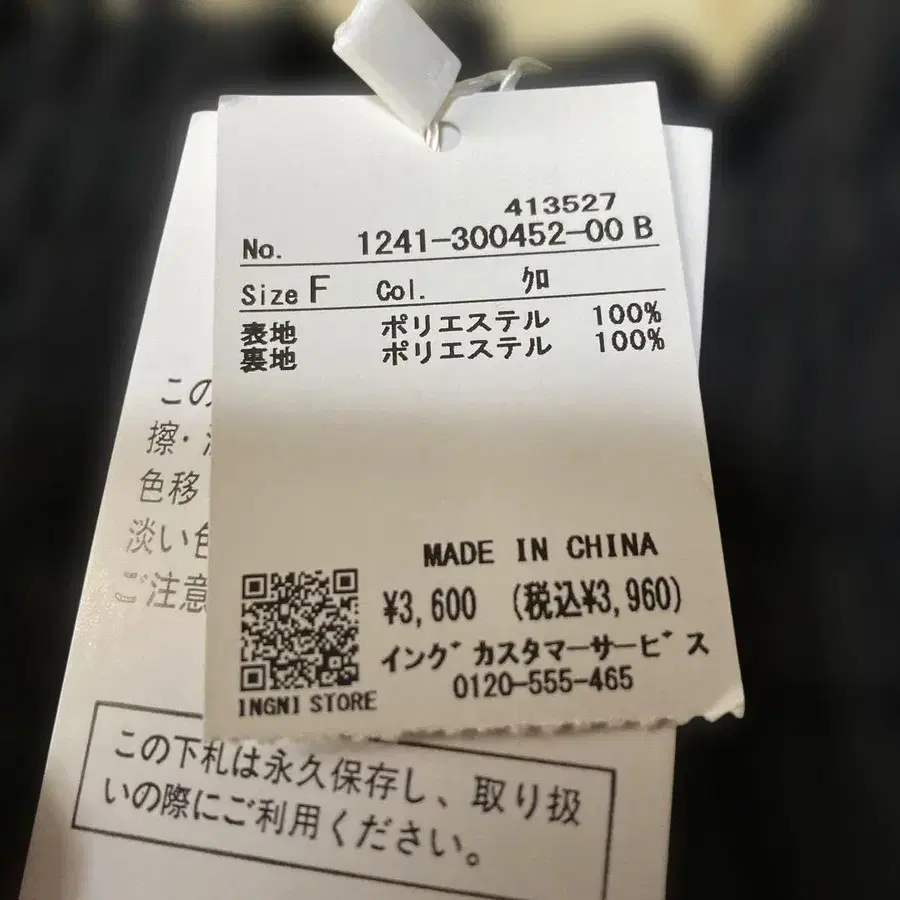 413527
No. 1241-300452-00 B
Size F Col. ｸﾛ
表地 ポリエステル 100%
裏地 ポリエステル 100%
MADE IN CHINA
¥3,600 (税込¥3,960)
イングﾞカスタマーサービﾞス
0120-555-465
INGNI STORE
この
擦・
色移
淡い色
ご注意
この下札は永久保存し、取り扱
いの際にご利用ください。